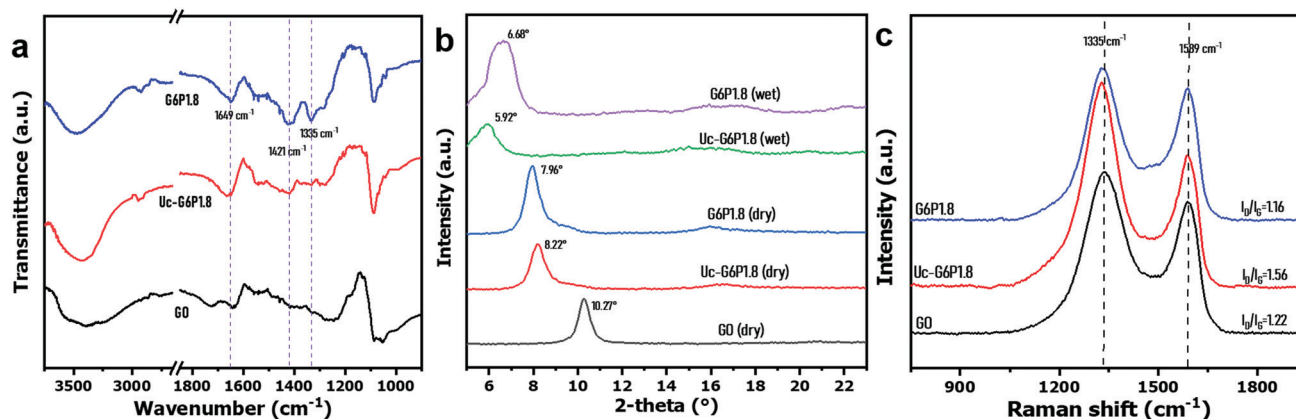 a
Transmittance (a.u.)
G6P1.8
1649 cm⁻¹
1335 cm⁻¹
1421 cm⁻¹
Uc-G6P1.8
GO
3500 3000 1600 1400 1200 1000
Wavenumber (cm⁻¹)
b
Intensity (a.u.)
6.68°
G6P1.8 (wet)
5.92°
Uc-G6P1.8 (wet)
7.96°
G6P1.8 (dry)
8.22°
Uc-G6P1.8 (dry)
10.27°
GO (dry)
6 8 10 12 14 16 18 20 22
2-theta (°)
c
Intensity (a.u.)
1335 cm⁻¹
1589 cm⁻¹
G6P1.8
I_D/I_G=1.16
Uc-G6P1.8
I_D/I_G=1.56
GO
I_D/I_G=1.22
900 1200 1500 1800
Raman shift (cm⁻¹)